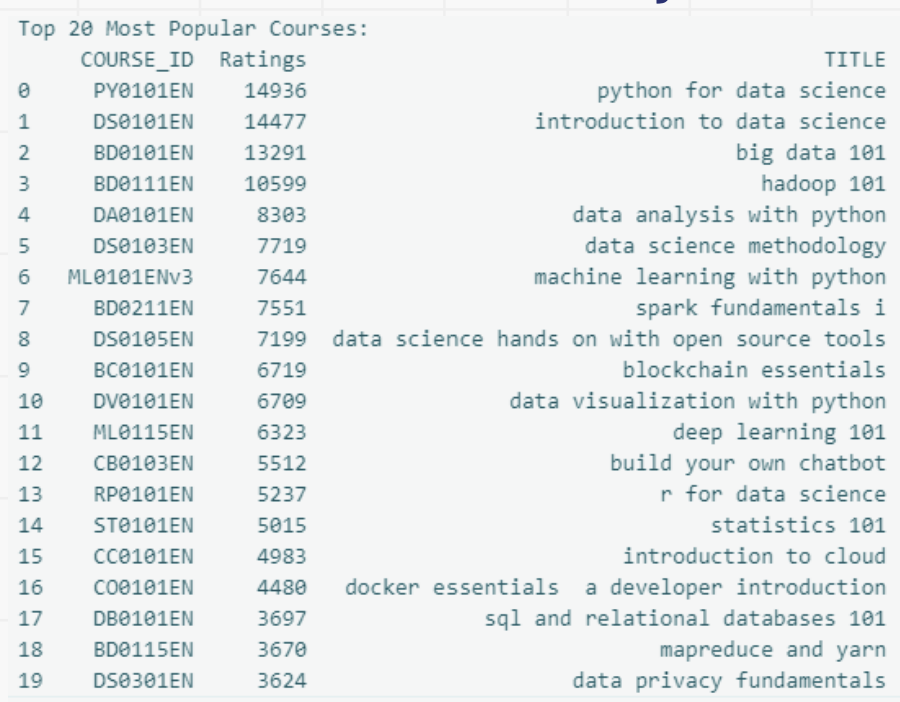 Top 20 Most Popular Courses:
COURSE_ID Ratings TITLE
0 PY0101EN 14936 python for data science
1 DS0101EN 14477 introduction to data science
2 BD0101EN 13291 big data 101
3 BD0111EN 10599 hadoop 101
4 DA0101EN 8303 data analysis with python
5 DS0103EN 7719 data science methodology
6 ML0101ENv3 7644 machine learning with python
7 BD0211EN 7551 spark fundamentals i
8 DS0105EN 7199 data science hands on with open source tools
9 BC0101EN 6719 blockchain essentials
10 DV0101EN 6709 data visualization with python
11 ML0115EN 6323 deep learning 101
12 CB0103EN 5512 build your own chatbot
13 RP0101EN 5237 r for data science
14 ST0101EN 5015 statistics 101
15 CC0101EN 4983 introduction to cloud
16 CO0101EN 4480 docker essentials  a developer introduction
17 DB0101EN 3697 sql and relational databases 101
18 BD0115EN 3670 mapreduce and yarn
19 DS0301EN 3624 data privacy fundamentals